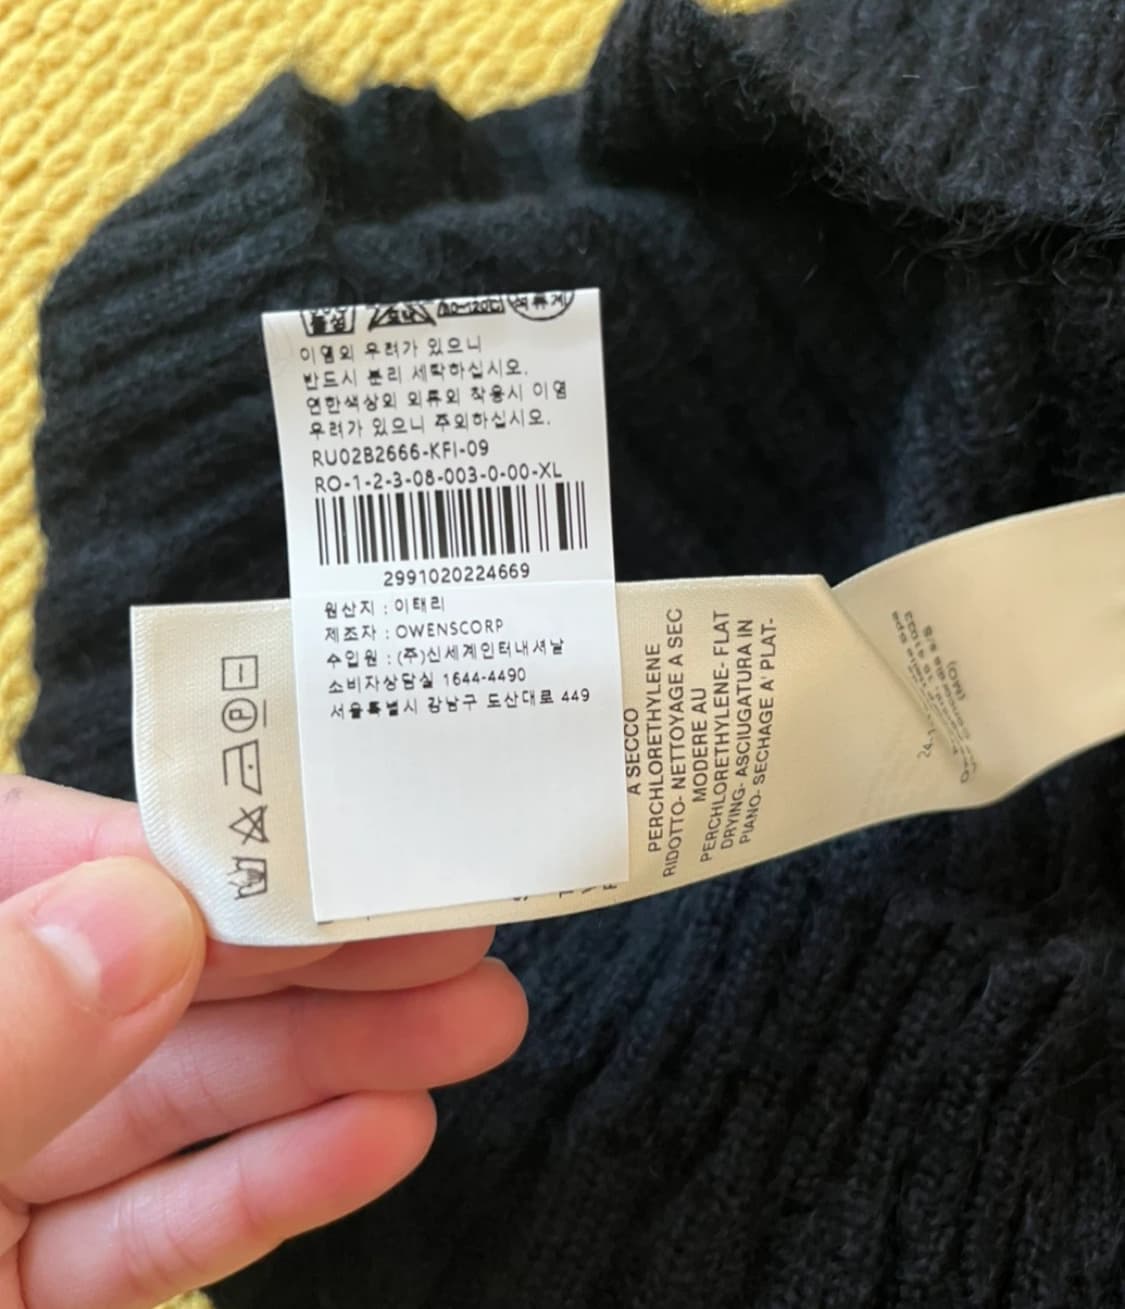 80~120℃
석유계
이염의 우려가 있으니
반드시 분리 세탁하십시오.
연한색상의 의류와 착용시 이염
우려가 있으니 주의하십시오.
RU02B2666-KFI-09
RO-1-2-3-08-003-0-00-XL
2991020224669
원산지 : 이태리
제조자 : OWENSCORP
수입원 : (주)신세계인터내셔날
소비자상담실 1644-4490
서울특별시 강남구 도산대로 449
P
A SECCO
PERCHLORETHYLENE
RIDOTTO- NETTOYAGE A SEC
MODERE AU
PERCHLORETHYLENE- FLAT
DRYING- ASCIUGATURA IN
PIANO- SECHAGE A' PLAT-